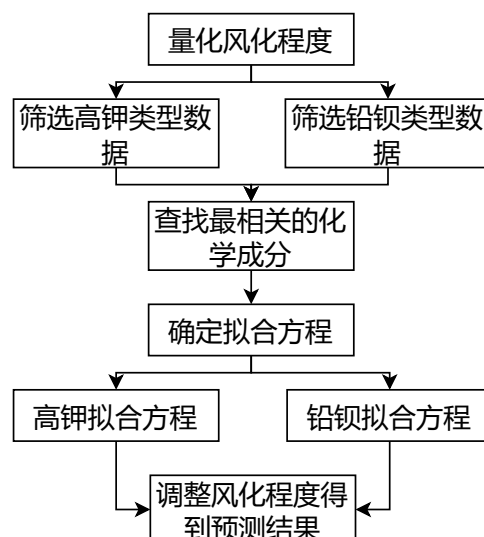 量化风化程度
筛选高钾类型数
据
筛选铅钡类型数
据
查找最相关的化
学成分
确定拟合方程
高钾拟合方程
铅钡拟合方程
调整风化程度得
到预测结果